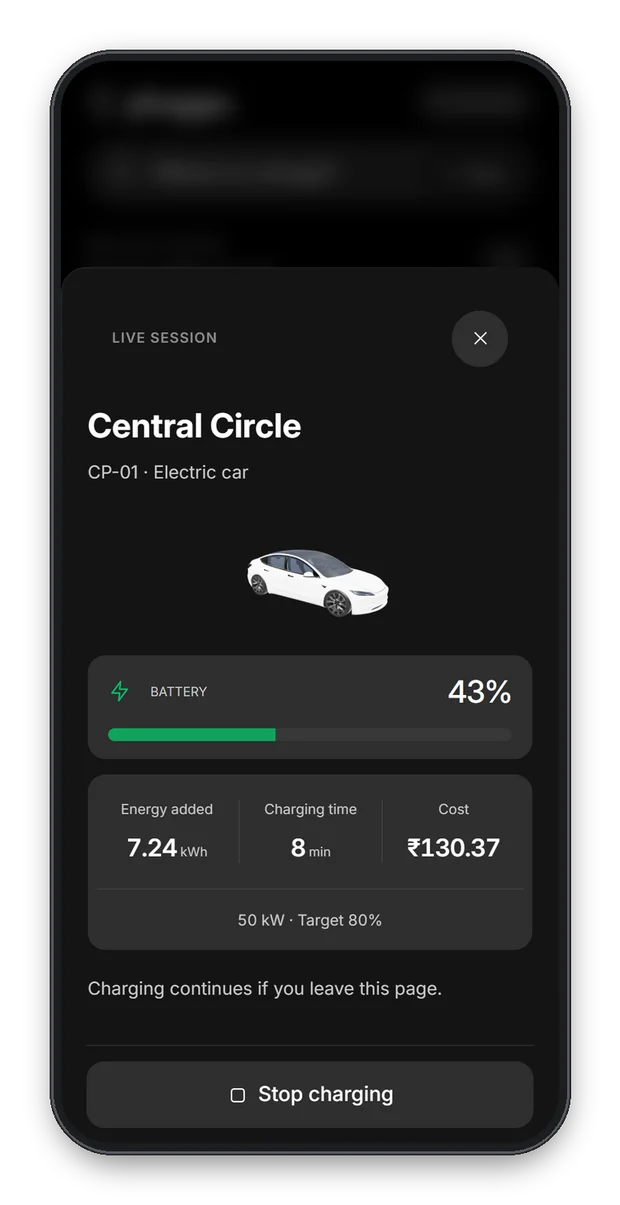 LIVE SESSION
Central Circle
CP-01 · Electric car
BATTERY 43%
Energy added Charging time Cost
7.24 kWh 8 min ₹130.37
50 kW · Target 80%
Charging continues if you leave this page.
Stop charging